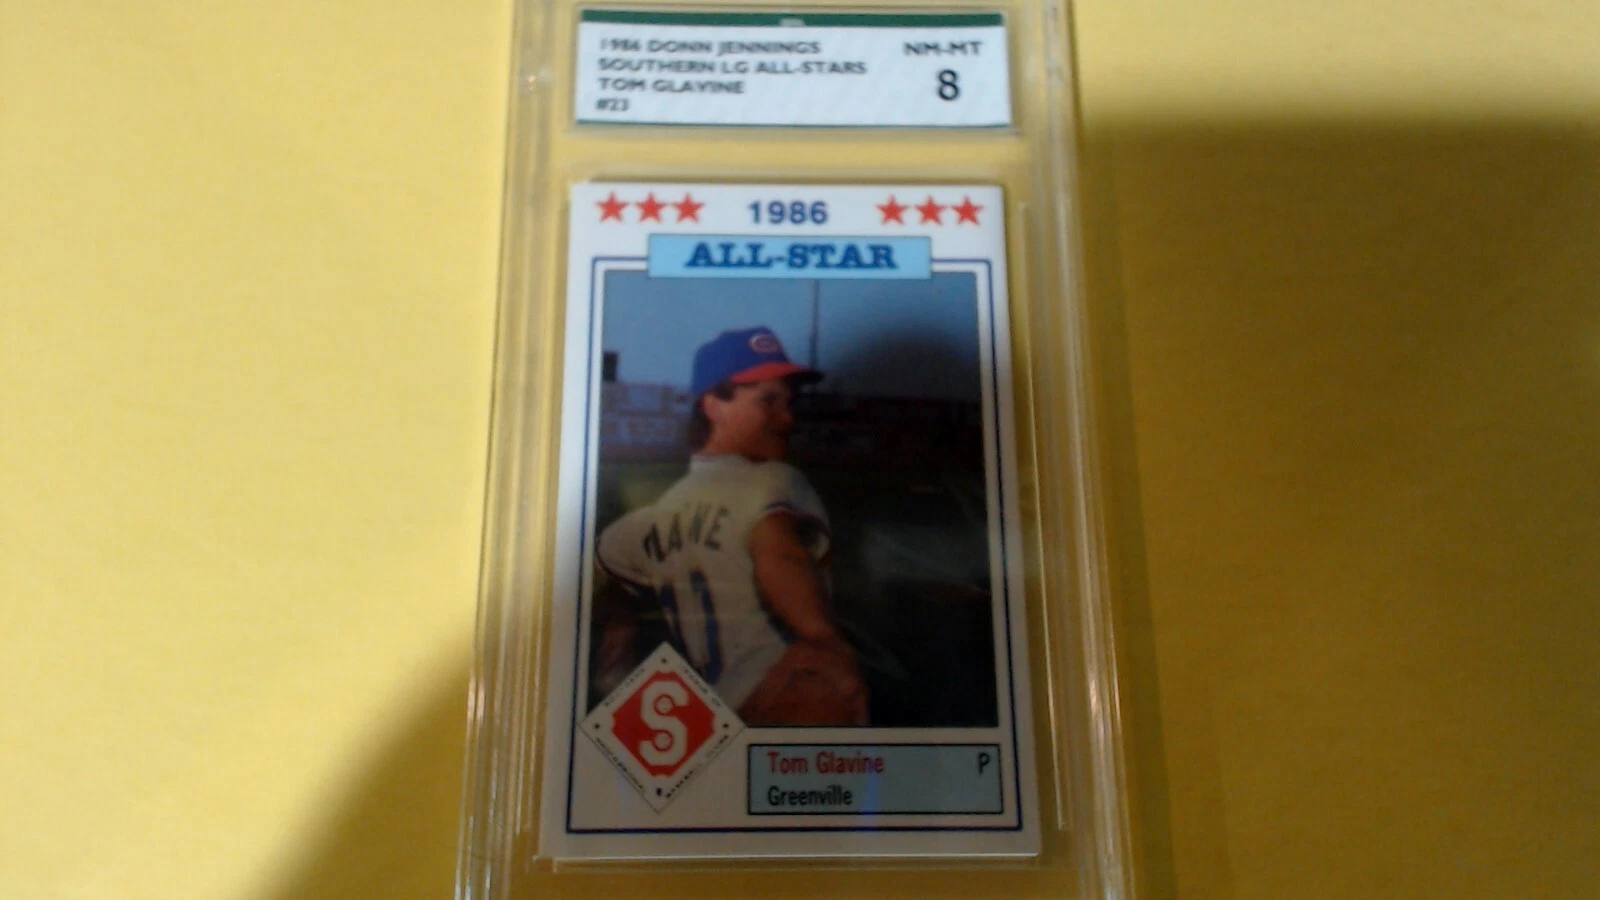 1986 DONN JENNINGS NM-MT
SOUTHERN LG ALL-STARS 8
TOM GLAVINE
#23
1986
ALL-STAR
S
Tom Glavine P
Greenville